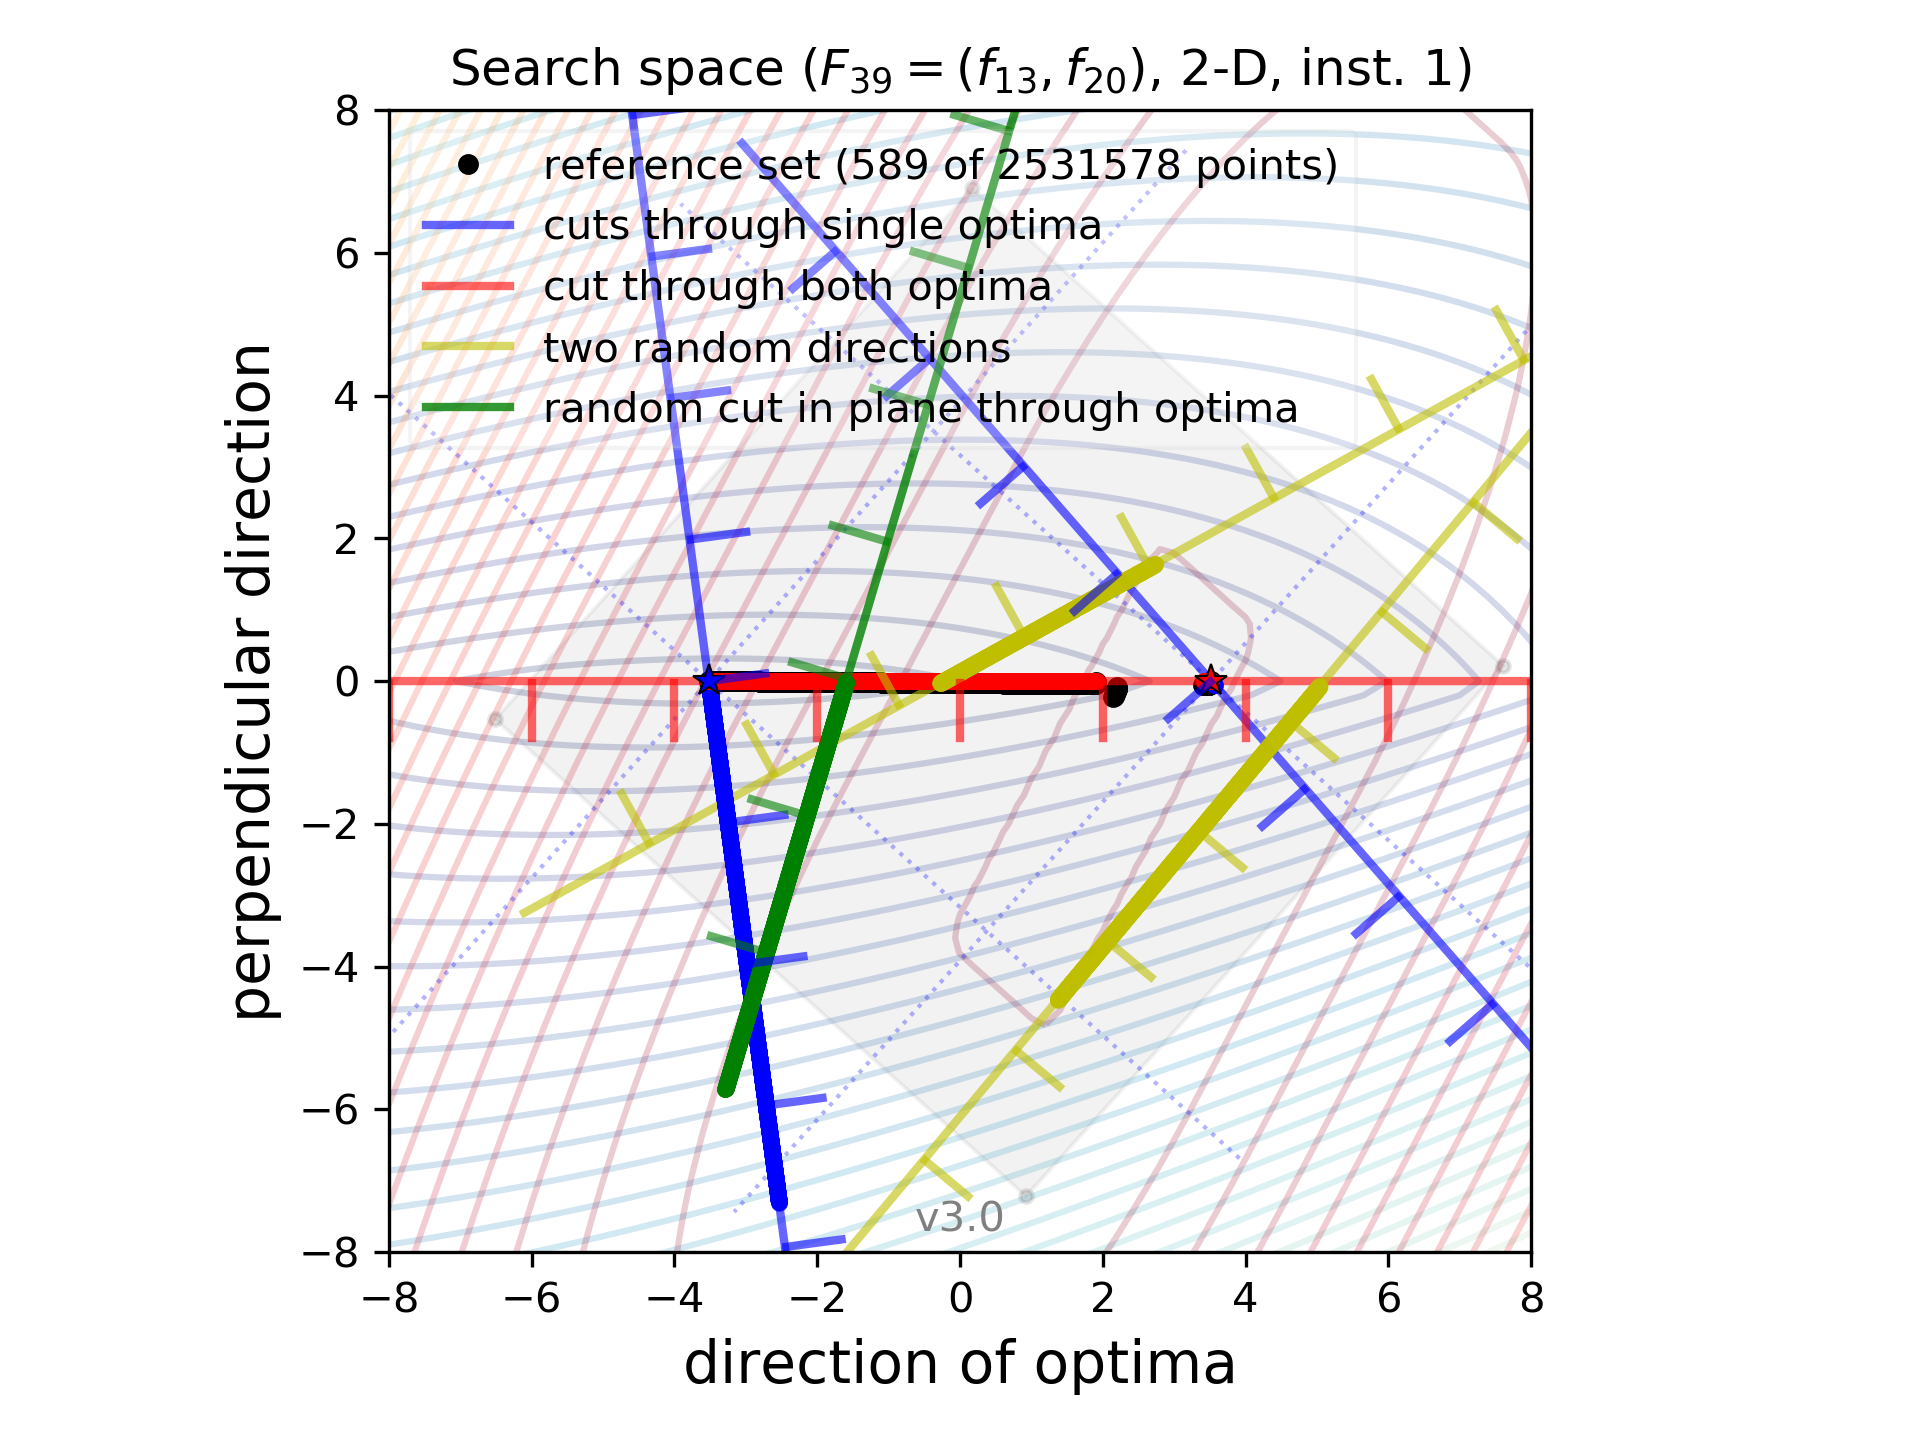 Search space (F39 = (f13, f20), 2-D, inst. 1)
reference set (589 of 2531578 points)
cuts through single optima
cut through both optima
two random directions
random cut in plane through optima
perpendicular direction
8
6
4
2
0
−2
−4
−6
−8
v3.0
−8 −6 −4 −2 0 2 4 6 8
direction of optima